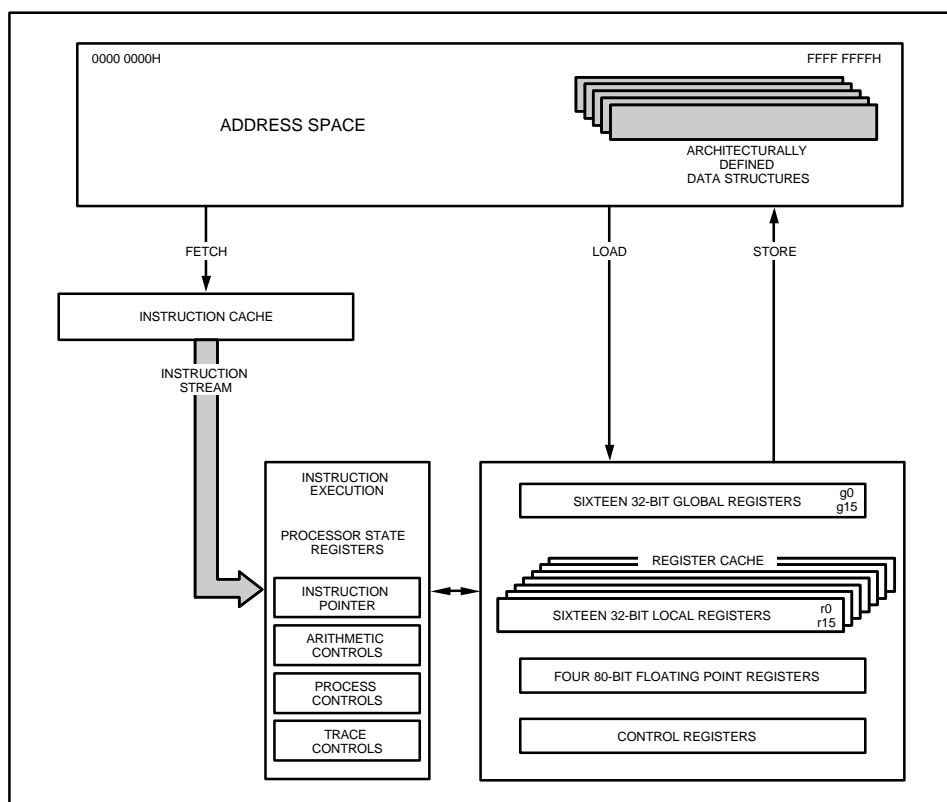 0000 0000H
FFFF FFFFH
ADDRESS SPACE
ARCHITECTURALLY
DEFINED
DATA STRUCTURES
FETCH
LOAD
STORE
INSTRUCTION CACHE
INSTRUCTION
STREAM
INSTRUCTION
EXECUTION
PROCESSOR STATE
REGISTERS
INSTRUCTION
POINTER
ARITHMETIC
CONTROLS
PROCESS
CONTROLS
TRACE
CONTROLS
SIXTEEN 32-BIT GLOBAL REGISTERS
g0
g15
REGISTER CACHE
SIXTEEN 32-BIT LOCAL REGISTERS
r0
r15
FOUR 80-BIT FLOATING POINT REGISTERS
CONTROL REGISTERS